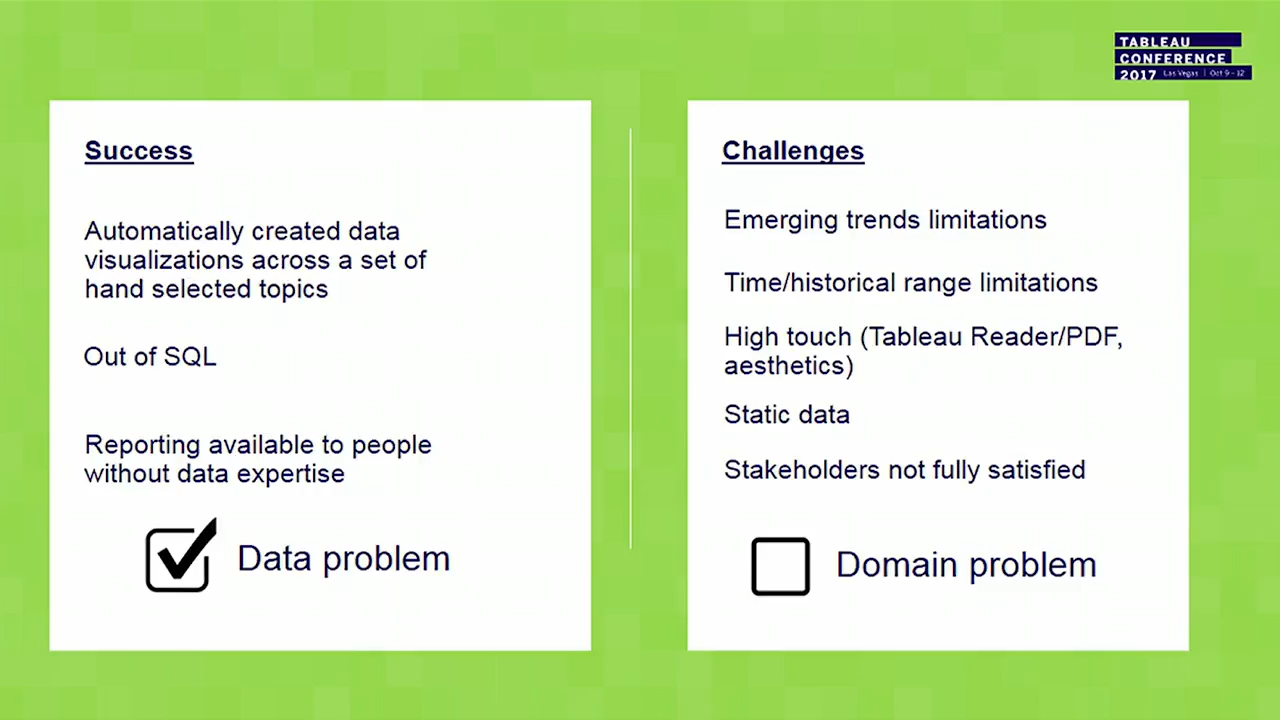 TABLEAU
CONFERENCE
2017 Las Vegas | Oct 9 - 12
Success
Automatically created data
visualizations across a set of
hand selected topics
Out of SQL
Reporting available to people
without data expertise
Data problem
Challenges
Emerging trends limitations
Time/historical range limitations
High touch (Tableau Reader/PDF,
aesthetics)
Static data
Stakeholders not fully satisfied
Domain problem